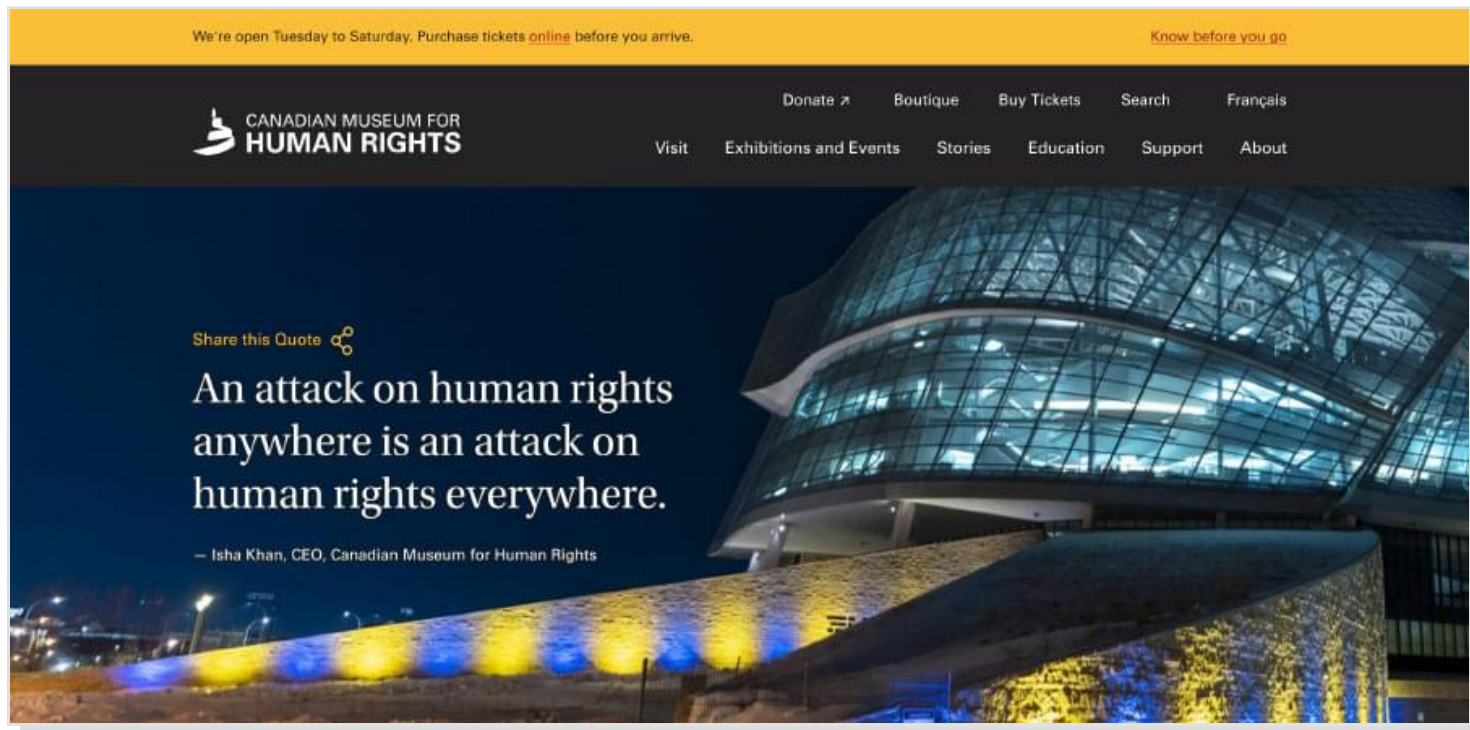 We're open Tuesday to Saturday. Purchase tickets online before you arrive.
Know before you go
Donate ↗ Boutique Buy Tickets Search Français
CANADIAN MUSEUM FOR
HUMAN RIGHTS
Visit Exhibitions and Events Stories Education Support About
Share this Quote
An attack on human rights
anywhere is an attack on
human rights everywhere.
— Isha Khan, CEO, Canadian Museum for Human Rights